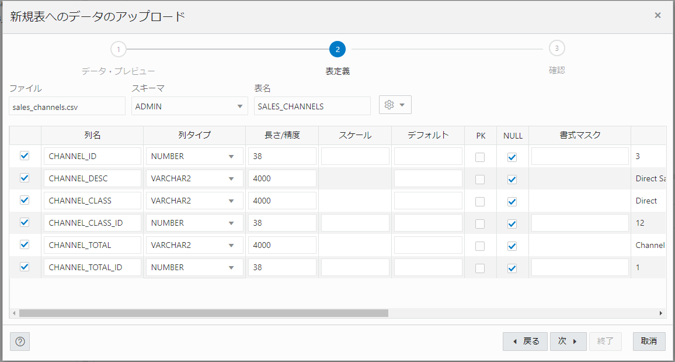 新規表へのデータのアップロード
1 2 3
データ・プレビュー 表定義 確認
ファイル スキーマ 表名
sales_channels.csv ADMIN SALES_CHANNELS
列名 列タイプ 長さ/精度 スケール デフォルト PK NULL 書式マスク
CHANNEL_ID NUMBER 38 3
CHANNEL_DESC VARCHAR2 4000 Direct Sa
CHANNEL_CLASS VARCHAR2 4000 Direct
CHANNEL_CLASS_ID NUMBER 38 12
CHANNEL_TOTAL VARCHAR2 4000 Channel
CHANNEL_TOTAL_ID NUMBER 38 1
戻る 次 終了 取消